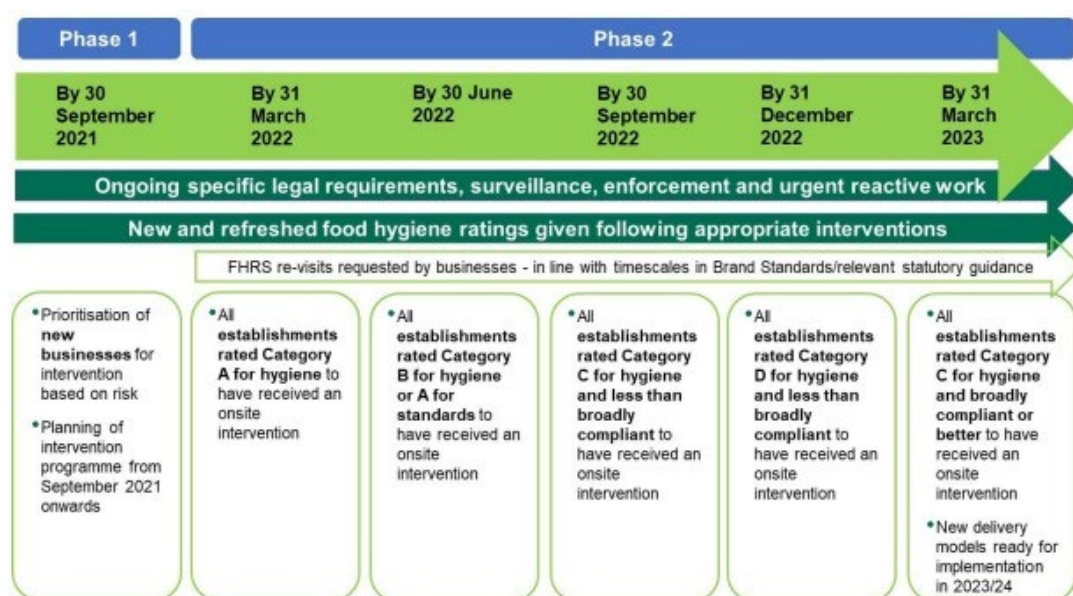 Phase 1
Phase 2
By 30
September
2021
By 31
March
2022
By 30 June
2022
By 30
September
2022
By 31
December
2022
By 31
March
2023
Ongoing specific legal requirements, surveillance, enforcement and urgent reactive work
New and refreshed food hygiene ratings given following appropriate interventions
FHRS re-visits requested by businesses - in line with timescales in Brand Standards/relevant statutory guidance
•Prioritisation of
new
businesses for
intervention
based on risk
•Planning of
intervention
programme from
September 2021
onwards
•All
establishments
rated Category
A for hygiene to
have received an
onsite
intervention
•All
establishments
rated Category
B for hygiene
or A for
standards to
have received an
onsite
intervention
•All
establishments
rated Category
C for hygiene
and less than
broadly
compliant to
have received an
onsite
intervention
•All
establishments
rated Category
D for hygiene
and less than
broadly
compliant to
have received an
onsite
intervention
•All
establishments
rated Category
C for hygiene
and broadly
compliant or
better to have
received an
onsite
intervention
•New delivery
models ready for
implementation
in 2023/24